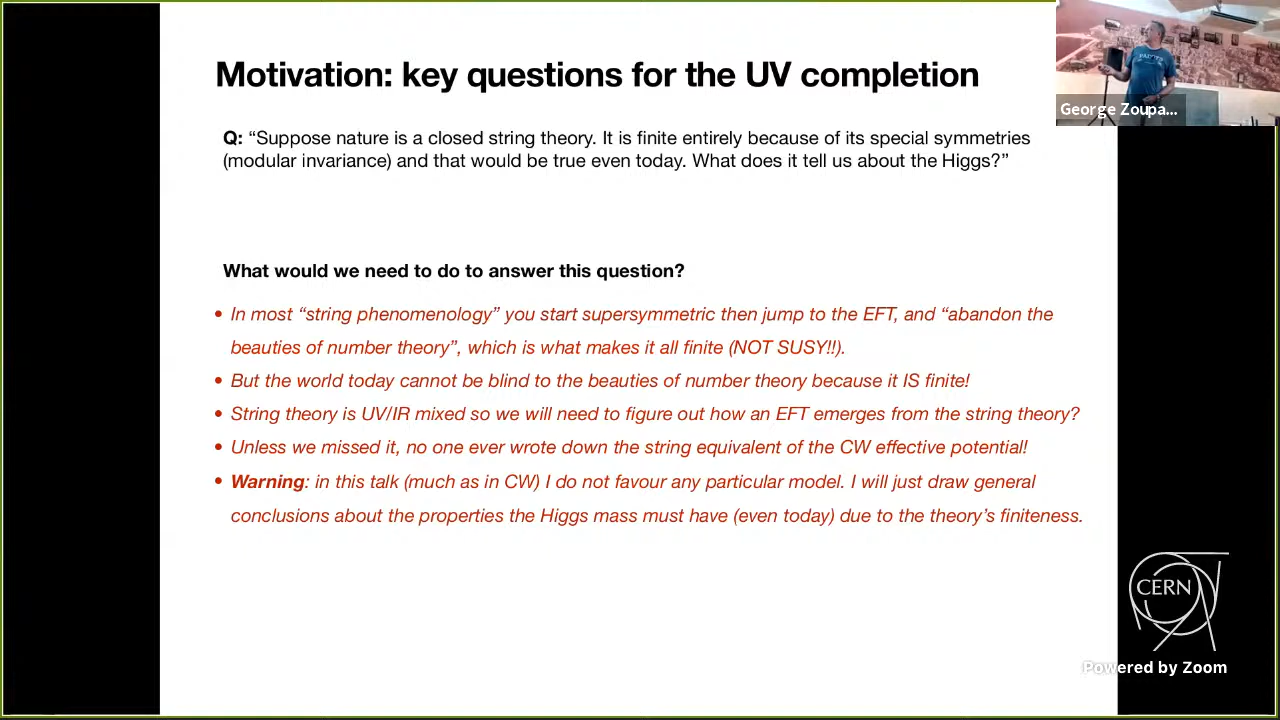 Motivation: key questions for the UV completion
George Zoupa...
Q: “Suppose nature is a closed string theory. It is finite entirely because of its special symmetries
(modular invariance) and that would be true even today. What does it tell us about the Higgs?”
What would we need to do to answer this question?
• In most “string phenomenology” you start supersymmetric then jump to the EFT, and “abandon the
beauties of number theory”, which is what makes it all finite (NOT SUSY!!).
• But the world today cannot be blind to the beauties of number theory because it IS finite!
• String theory is UV/IR mixed so we will need to figure out how an EFT emerges from the string theory?
• Unless we missed it, no one ever wrote down the string equivalent of the CW effective potential!
• Warning: in this talk (much as in CW) I do not favour any particular model. I will just draw general
conclusions about the properties the Higgs mass must have (even today) due to the theory’s finiteness.
CERN
Powered by Zoom